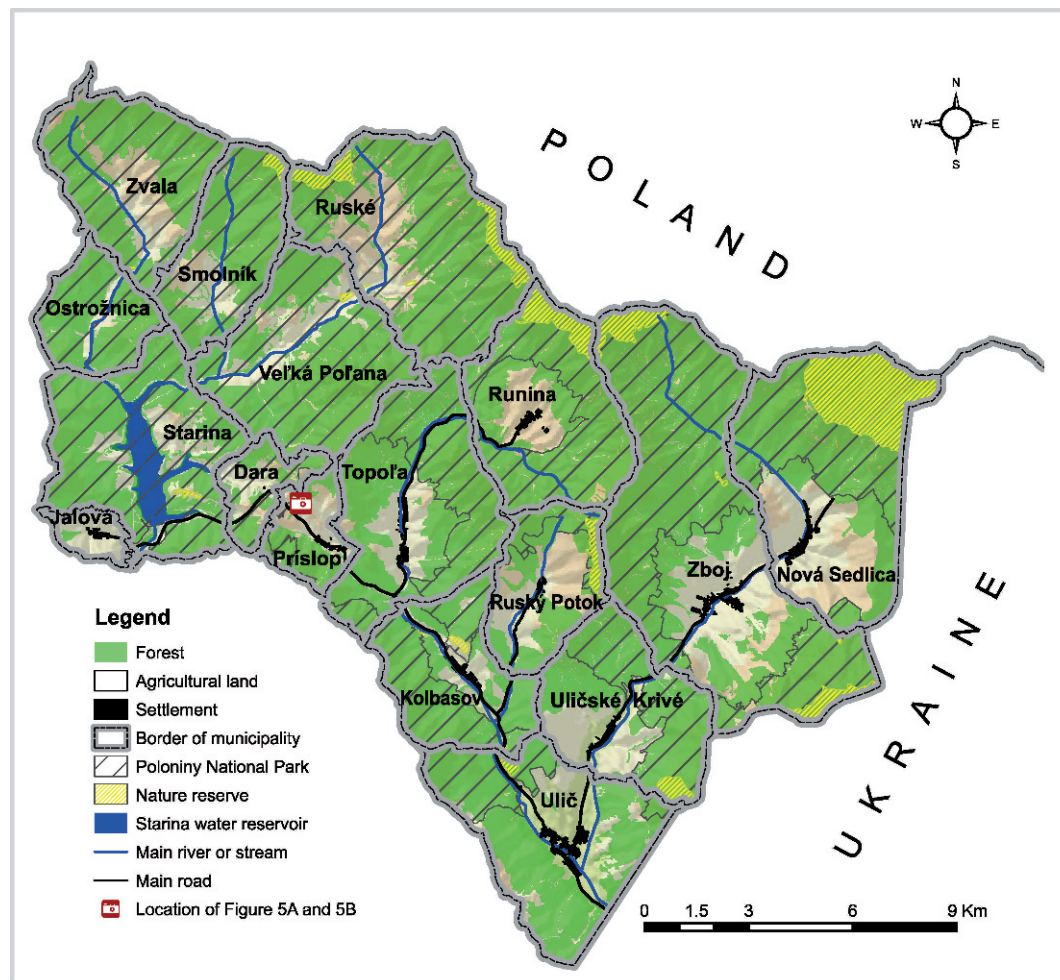 N
W E
S
POLAND
Zvala
Ruské
Smolník
Ostrožnica
Veľká Poľana
Runina
Starina
Dara
Topoľa
Jalová
Príslop
Zboj
Nová Sedlica
Ruský Potok
Kolbasov
Uličské Krivé
Ulič
UKRAINE
Legend
Forest
Agricultural land
Settlement
Border of municipality
Poloniny National Park
Nature reserve
Starina water reservoir
Main river or stream
Main road
Location of Figure 5A and 5B
0 1.5 3 6 9 Km